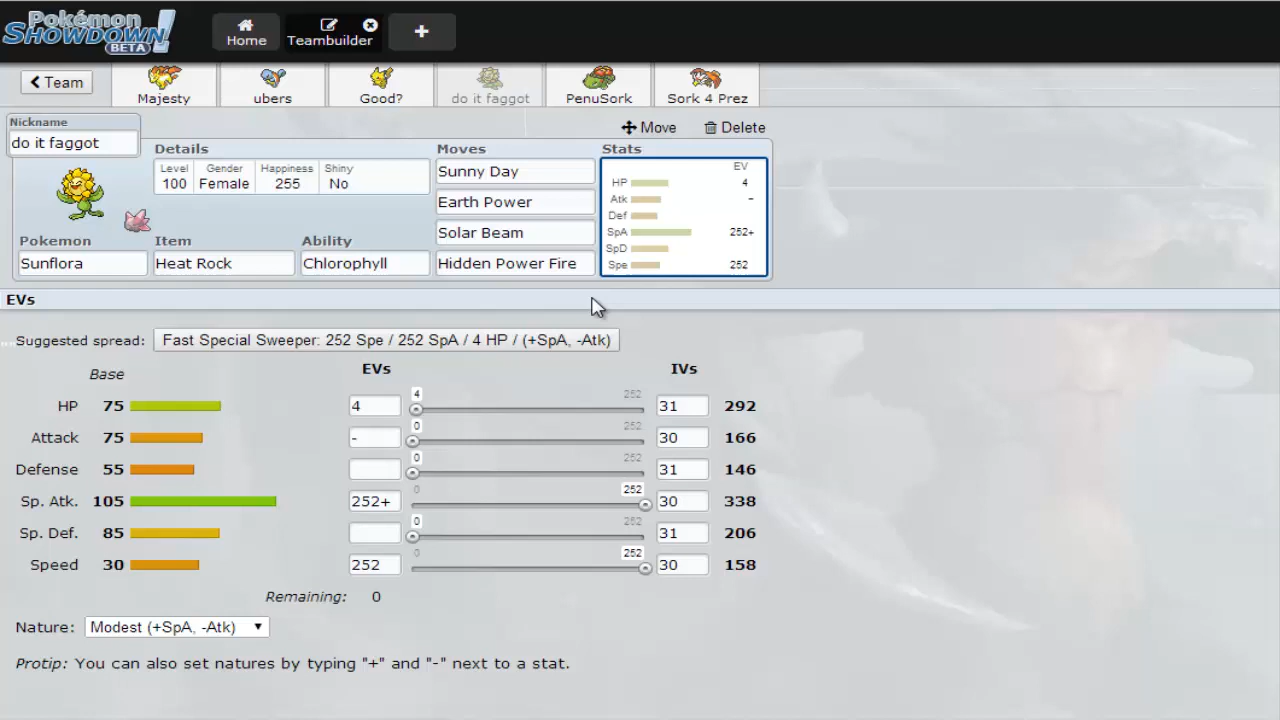 Pokémon
SHOWDOWN!
BETA
Home
Teambuilder
+
Team
Majesty
ubers
Good?
do it faggot
PenuSork
Sork 4 Prez
Nickname
do it faggot
Move
Delete
Details
Moves
Stats
Level
Gender
Happiness
Shiny
100
Female
255
No
Sunny Day
Earth Power
Solar Beam
Hidden Power Fire
EV
HP 4
Atk -
Def
SpA 252+
SpD
Spe 252
Pokemon
Item
Ability
Sunflora
Heat Rock
Chlorophyll
EVs
Suggested spread: Fast Special Sweeper: 252 Spe / 252 SpA / 4 HP / (+SpA, -Atk)
Base EVs IVs
HP 75 4 4 252 31 292
Attack 75 - 0 252 30 166
Defense 55 0 252 31 146
Sp. Atk. 105 252+ 0 252 30 338
Sp. Def. 85 0 252 31 206
Speed 30 252 0 252 30 158
Remaining: 0
Nature: Modest (+SpA, -Atk)
Protip: You can also set natures by typing "+" and "-" next to a stat.